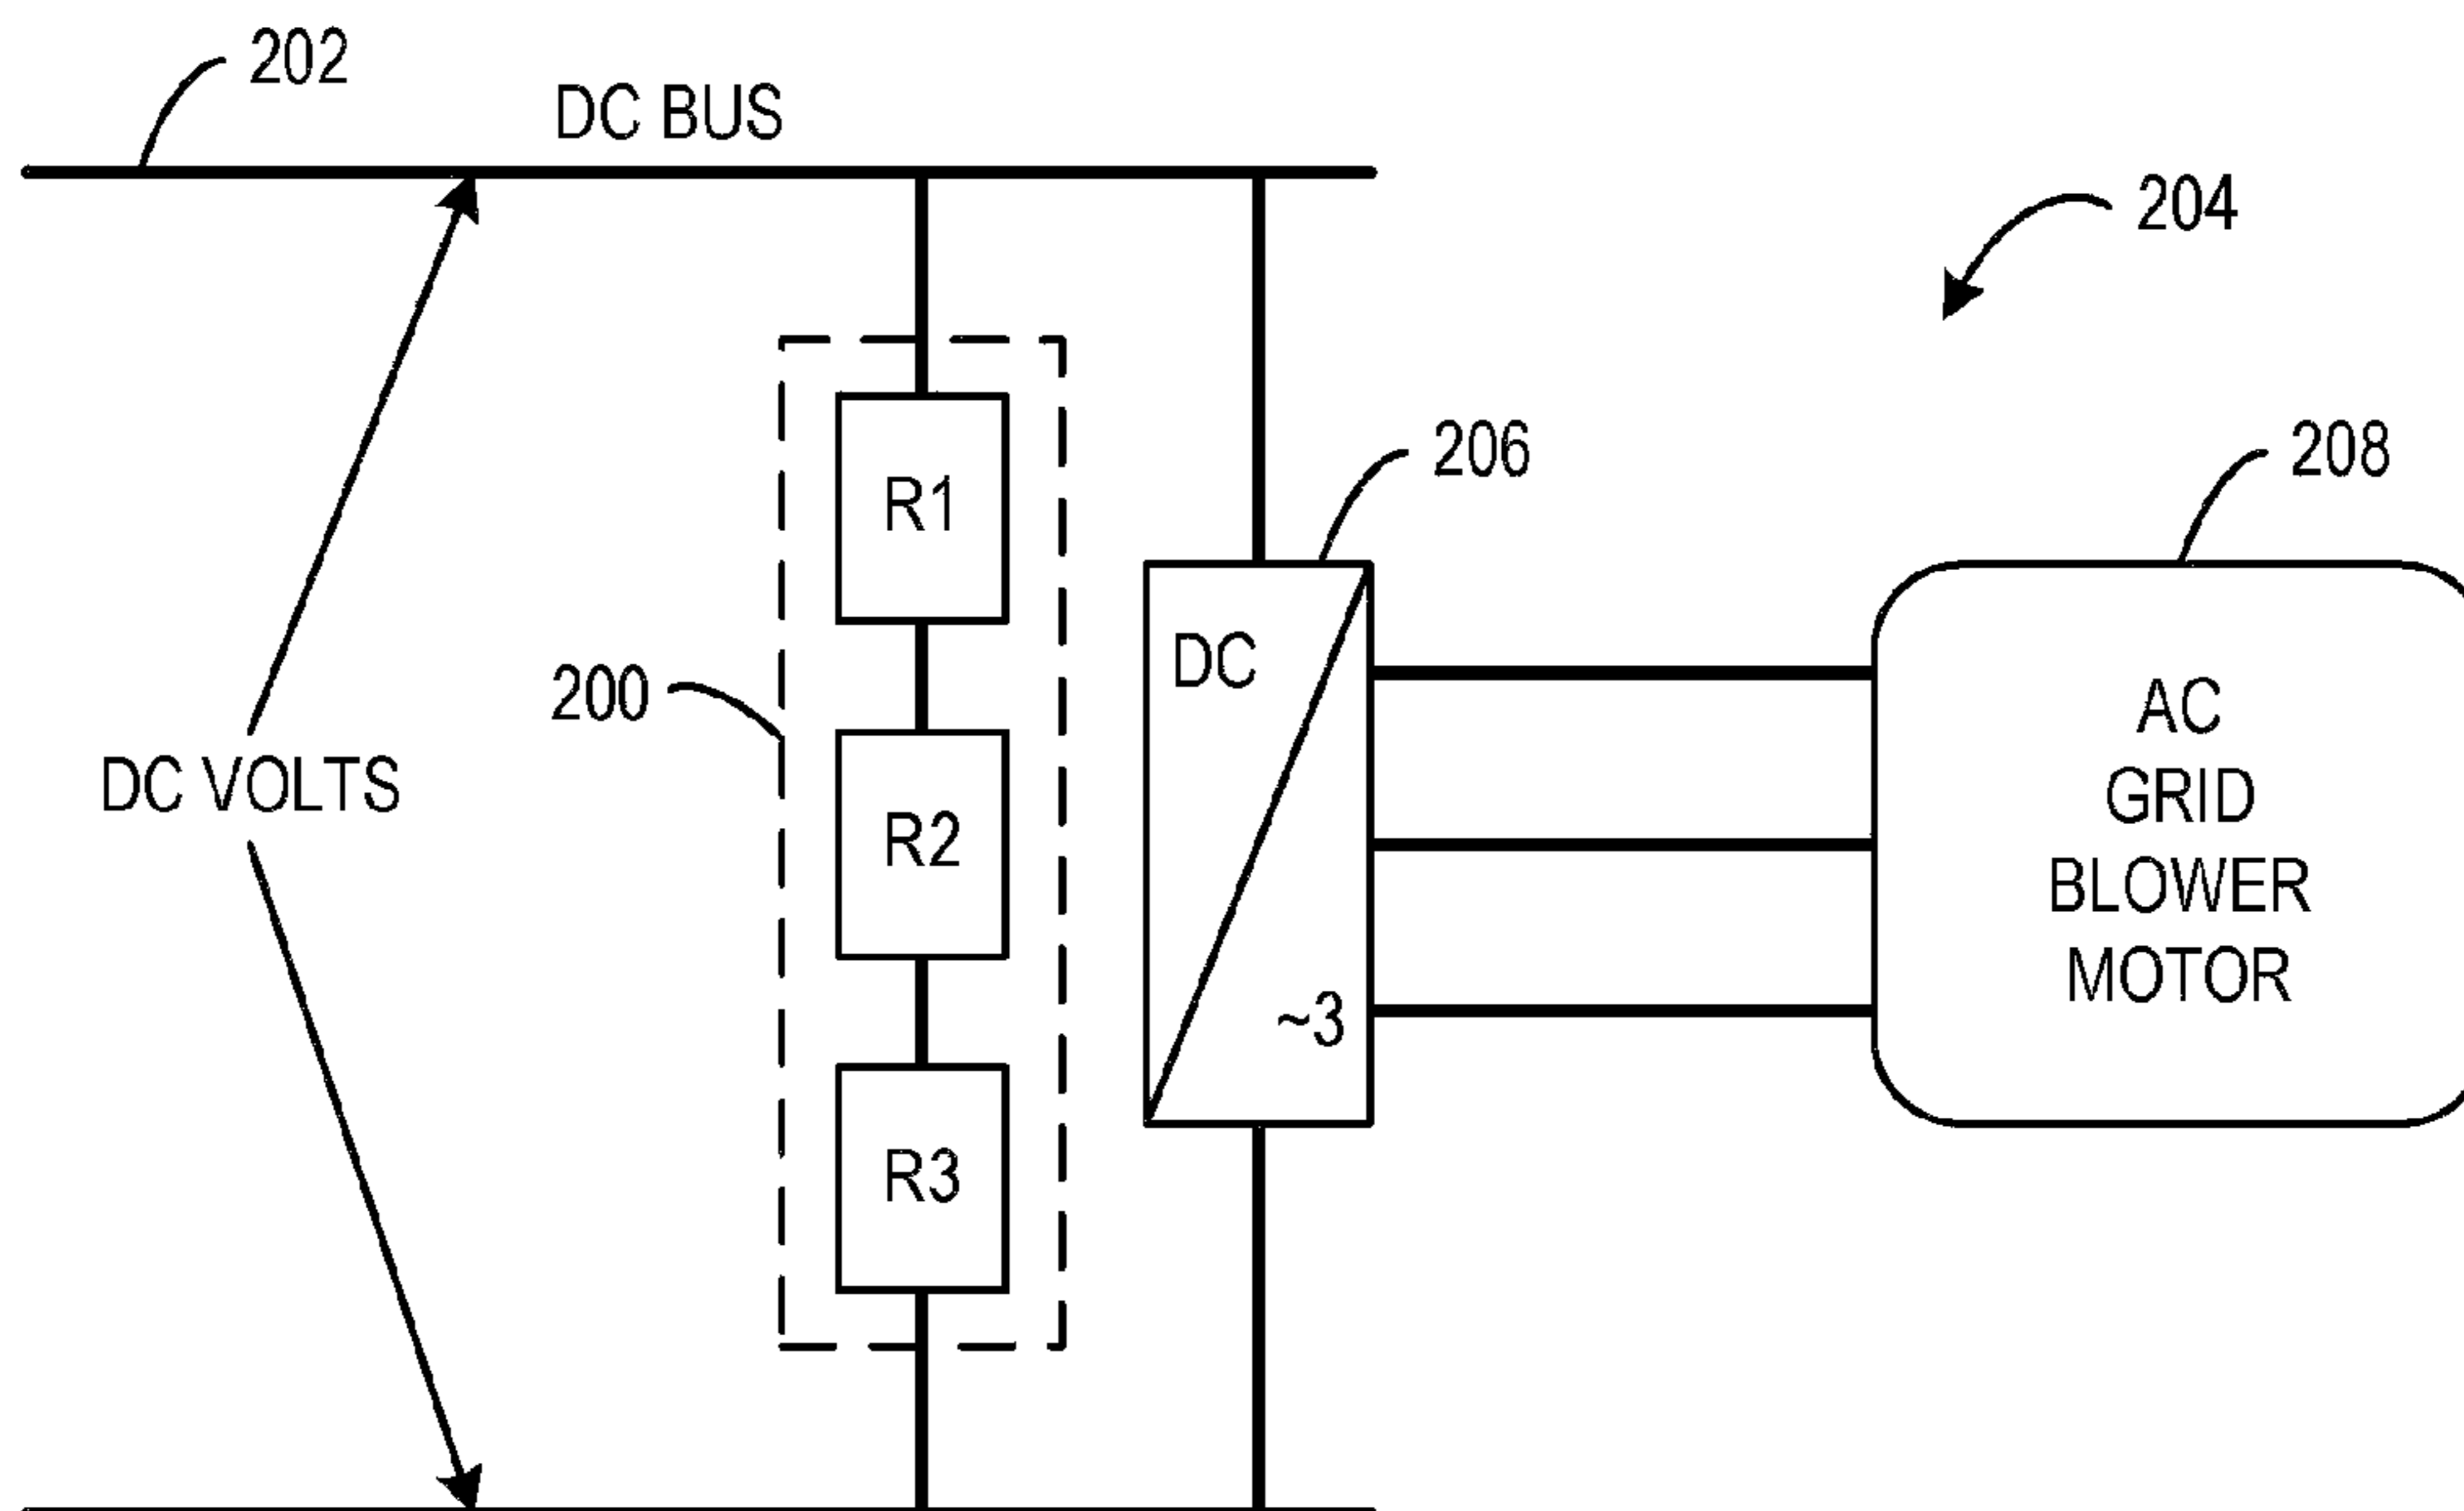 202
DC BUS
204
206
208
R1
DC
200
AC
GRID
BLOWER
MOTOR
DC VOLTS
R2
~3
R3